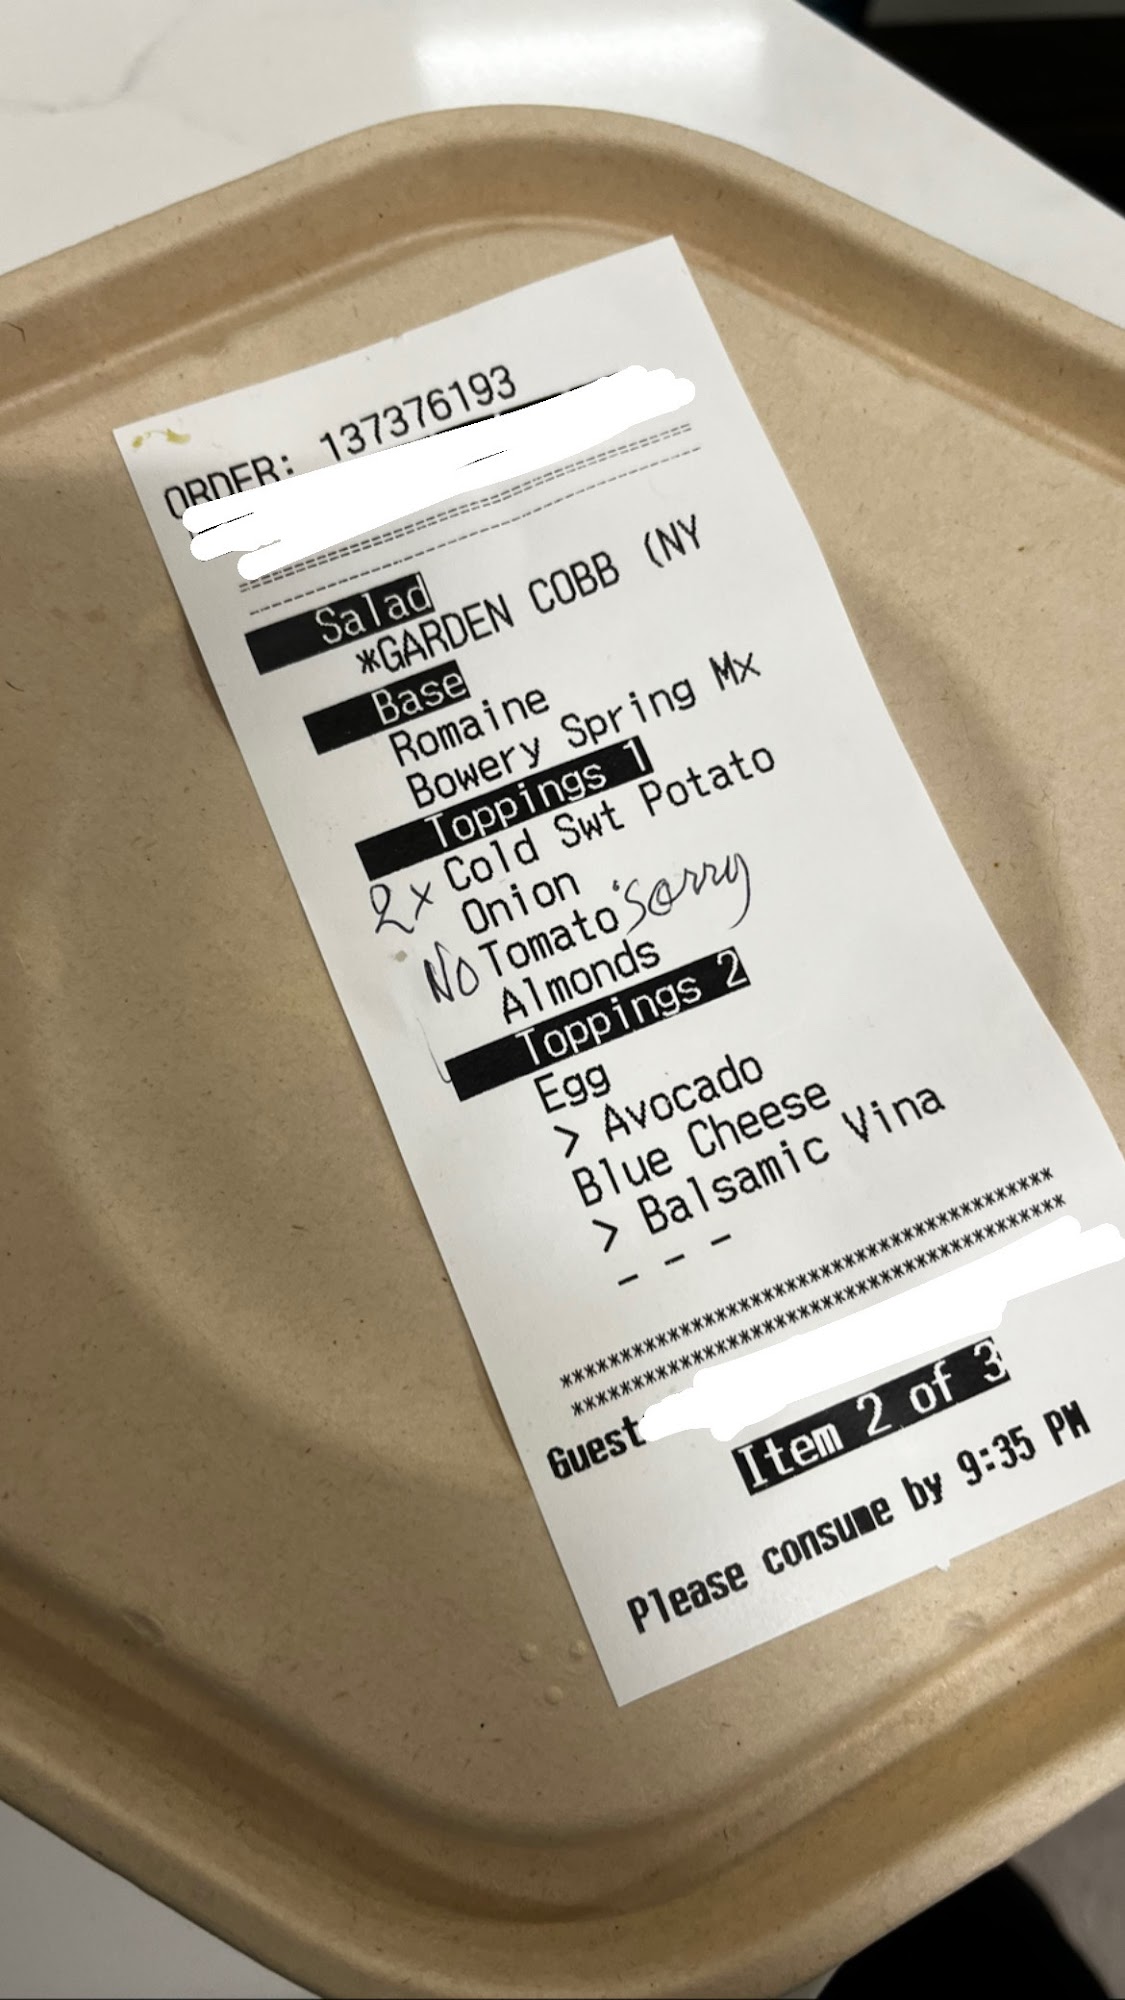 ORDER: 137376193
Salad
*GARDEN COBB (NY
Base
Romaine
Bowery Spring Mx
Toppings 1
2x Cold Swt Potato
Onion
No Tomato sorry
Almonds
Toppings 2
Egg
> Avocado
Blue Cheese
> Balsamic Vina
- - -
****************************************
****************************************
Guest
Item 2 of 3
Please consume by 9:35 PM